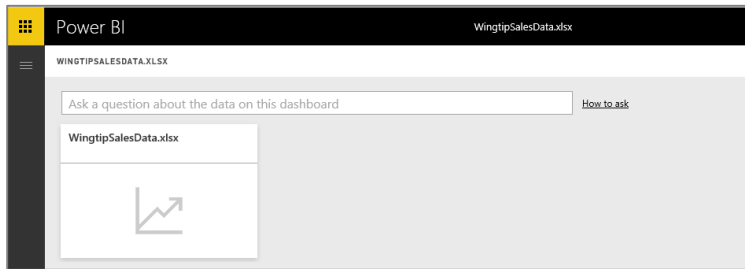 Power BI
WingtipSalesData.xlsx
WINGTIPSALESDATA.XLSX
Ask a question about the data on this dashboard
How to ask
WingtipSalesData.xlsx